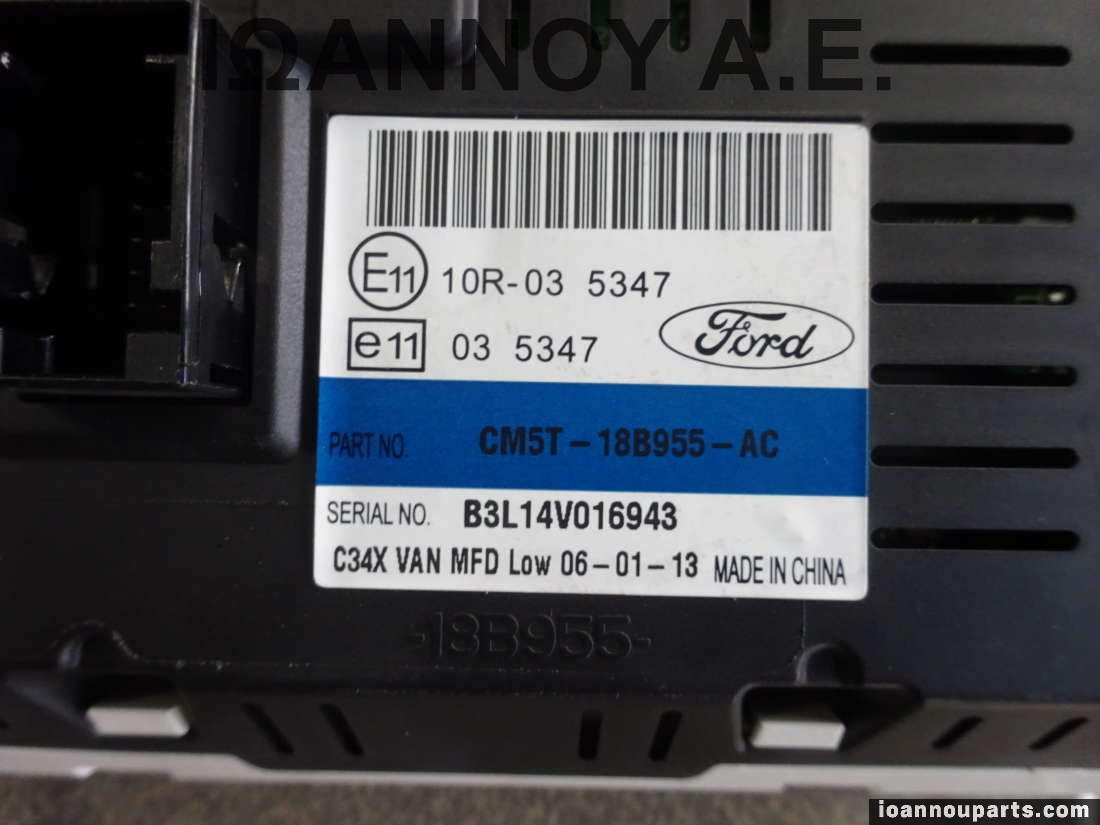 ΙΩΑΝΝΟΥ Α.Ε.
E11 10R-03 5347
e11 03 5347
Ford
PART NO. CM5T-18B955-AC
SERIAL NO. B3L14V016943
C34X VAN MFD Low 06-01-13 MADE IN CHINA
-18B955-
ioannouparts.com